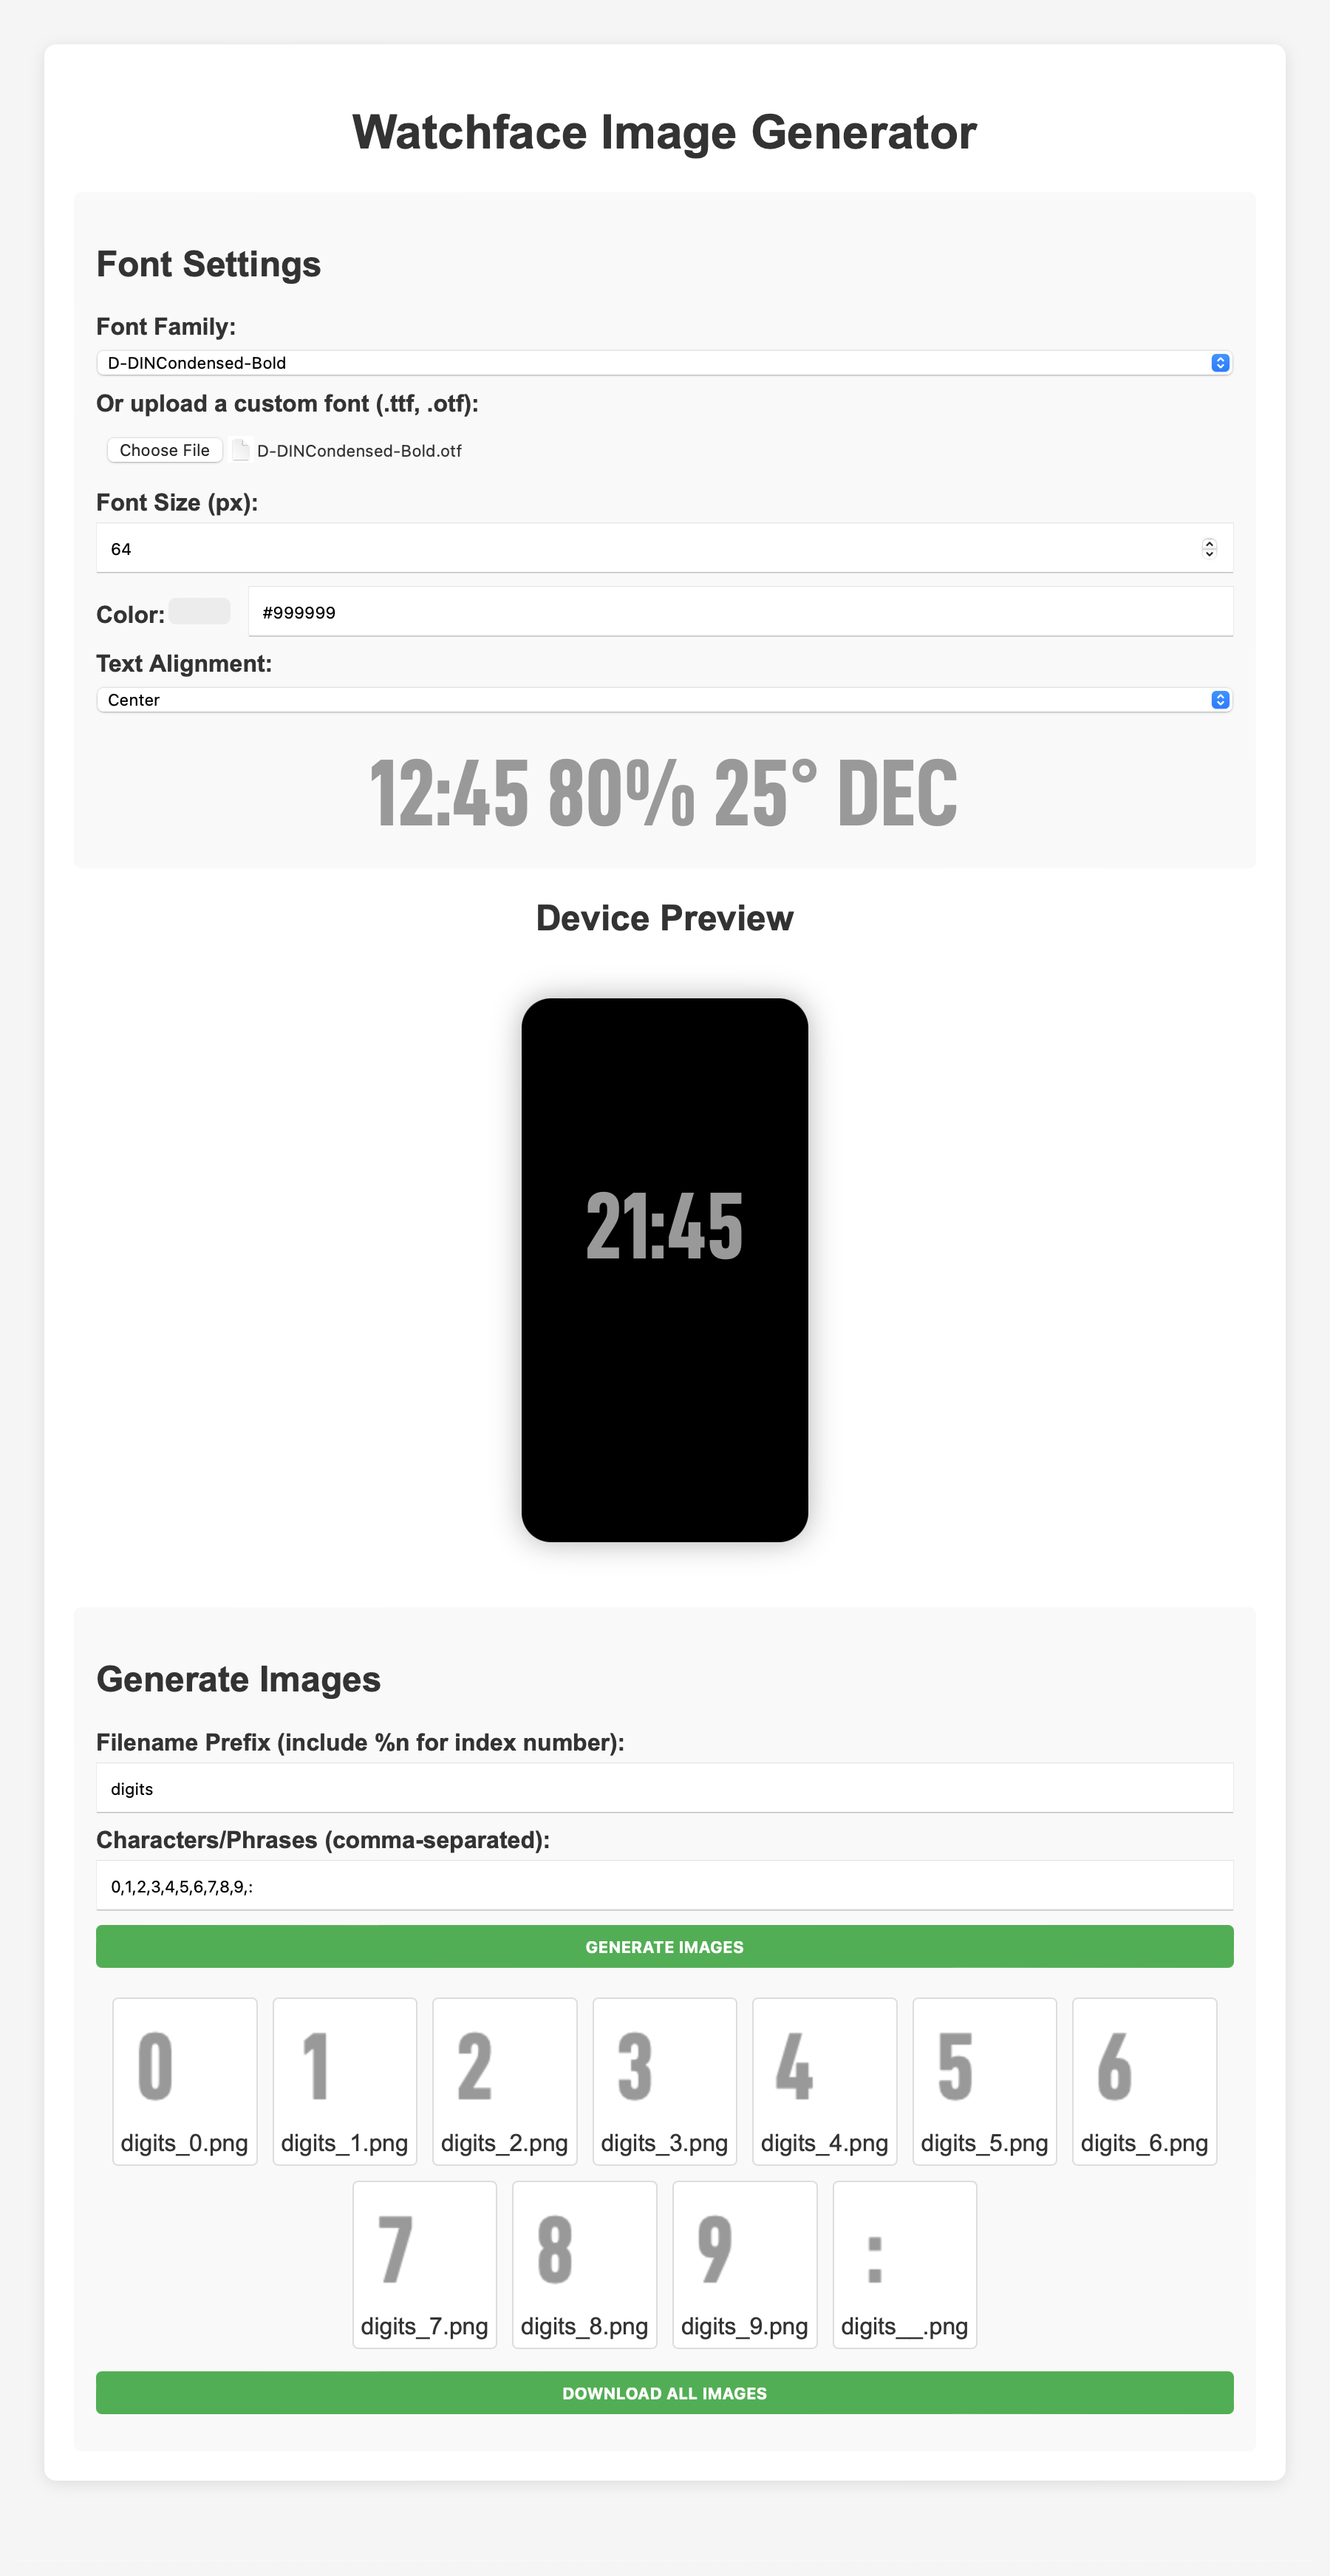 Watchface Image Generator
Font Settings
Font Family:
D-DINCondensed-Bold
Or upload a custom font (.ttf, .otf):
Choose File D-DINCondensed-Bold.otf
Font Size (px):
64
Color: #999999
Text Alignment:
Center
12:45 80% 25° DEC
Device Preview
21:45
Generate Images
Filename Prefix (include %n for index number):
digits
Characters/Phrases (comma-separated):
0,1,2,3,4,5,6,7,8,9,:
GENERATE IMAGES
0 1 2 3 4 5 6
digits_0.png digits_1.png digits_2.png digits_3.png digits_4.png digits_5.png digits_6.png
7 8 9 :
digits_7.png digits_8.png digits_9.png digits__.png
DOWNLOAD ALL IMAGES